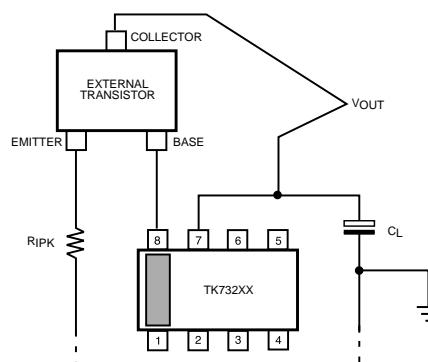 COLLECTOR
EXTERNAL
TRANSISTOR
VOUT
EMITTER
BASE
RIPK
8
7
6
5
CL
TK732XX
1
2
3
4